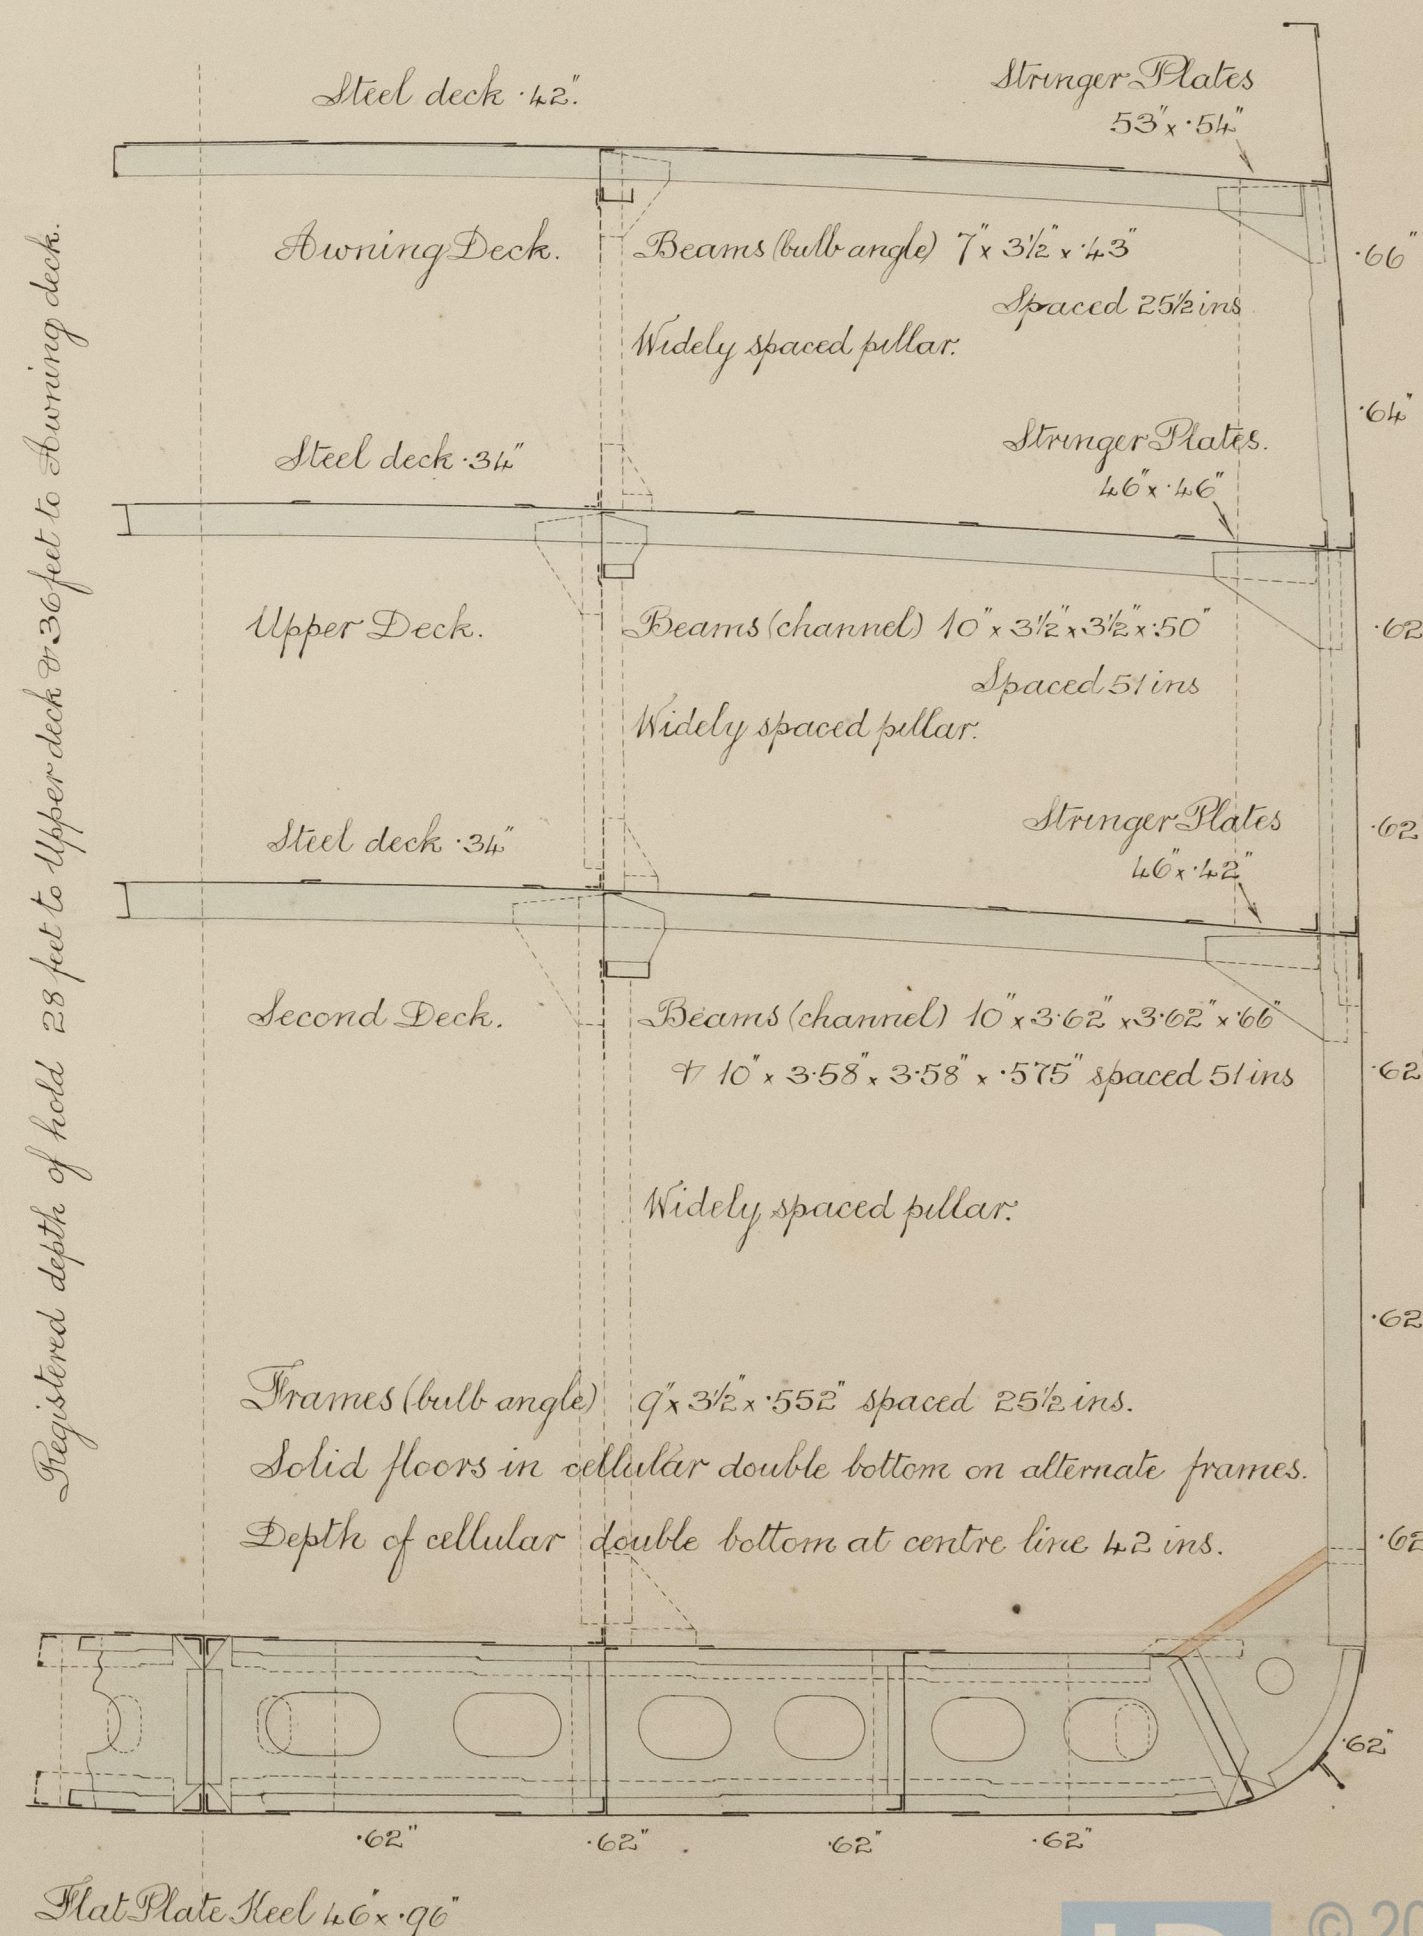 Steel deck ·42".
Stringer Plates
53" x ·54"
Awning Deck.
Beams (bulb angle) 7" x 3½" x ·43"
Spaced 25½ ins
·66"
Widely spaced pillar.
·64"
Steel deck ·34"
Stringer Plates.
46" x ·46"
Upper Deck.
Beams (channel) 10" x 3½" x 3½" x ·50"
·62
Spaced 51 ins
Widely spaced pillar.
Steel deck ·34"
Stringer Plates
46" x ·42"
·62"
Second Deck.
Beams (channel) 10" x 3·62" x 3·62" x ·66"
& 10" x 3·58" x 3·58" x ·575" spaced 51 ins
·62
Widely spaced pillar.
·62
Registered depth of hold 28 feet to Upper deck & 36 feet to Awning deck.
Frames (bulb angle) 9" x 3½" x ·552" spaced 25½ ins.
Solid floors in cellular double bottom on alternate frames.
Depth of cellular double bottom at centre line 42 ins.
·62
·62"
·62"
·62"
·62"
·62"
Flat Plate Keel 46" x ·96"
© 20